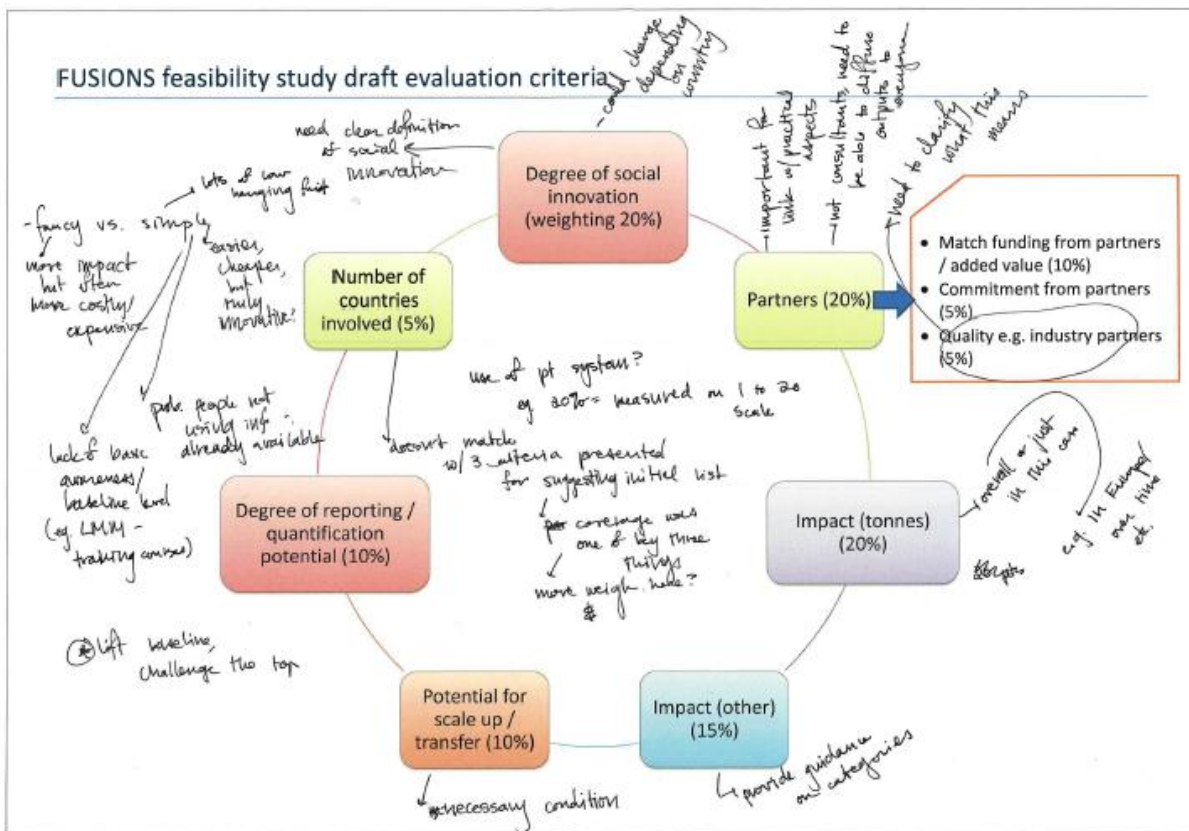 FUSIONS feasibility study draft evaluation criteria
could change
depending
on
country
need clear definition
of social
innovation
Degree of social
innovation
(weighting 20%)
important for
link w/ practical
aspects
not consultants, need to
be able to diffuse
outputs to
everyone
need to clarify
what this
means
lots of low
hanging fruit
- fancy vs. simple
more impact
but often
more costly/
expensive
easier,
cheaper,
but
truly
innovative?
Number of
countries
involved (5%)
Partners (20%)
• Match funding from partners
/ added value (10%)
• Commitment from partners
(5%)
• Quality e.g. industry partners
(5%)
use of pt system?
eg 20% = measured on 1 to 20
scale
prob. people not
using info
already available
lack of basic
awareness/
baseline level
(eg. LMM -
training courses)
doesn't match
w/ 3 criteria presented
for suggesting initial list
coverage was
one of key three
things
more weigh. here?
Degree of reporting /
quantification
potential (10%)
Impact (tonnes)
(20%)
overall or just
in this case
e.g. in Europe/
over time
etc.
pts
* lift baseline,
challenge the top
Potential for
scale up /
transfer (10%)
Impact (other)
(15%)
necessary condition
provide guidance
on categories